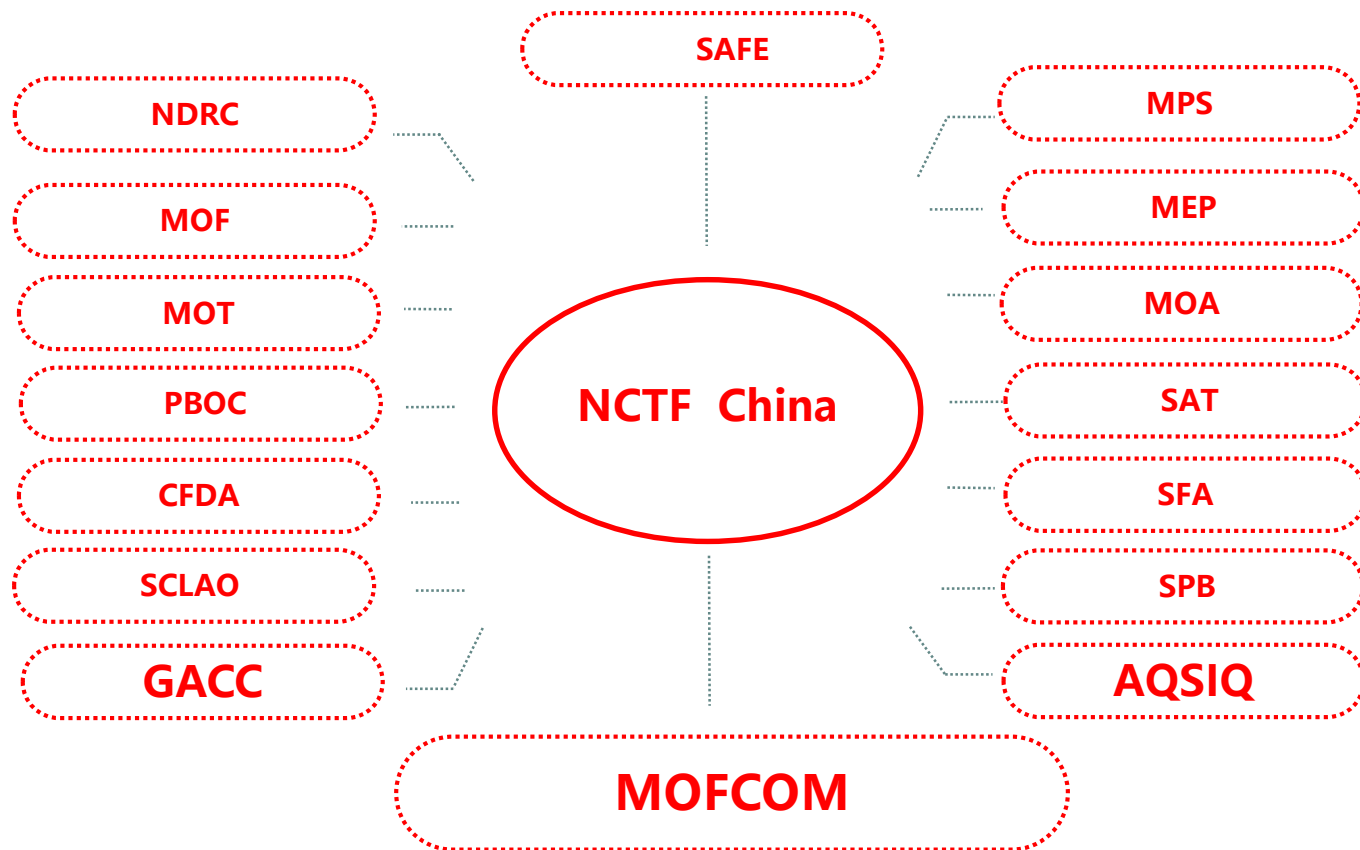 SAFE
NDRC
MOF
MOT
PBOC
CFDA
SCLAO
GACC
NCTF China
MPS
MEP
MOA
SAT
SFA
SPB
AQSIQ
MOFCOM